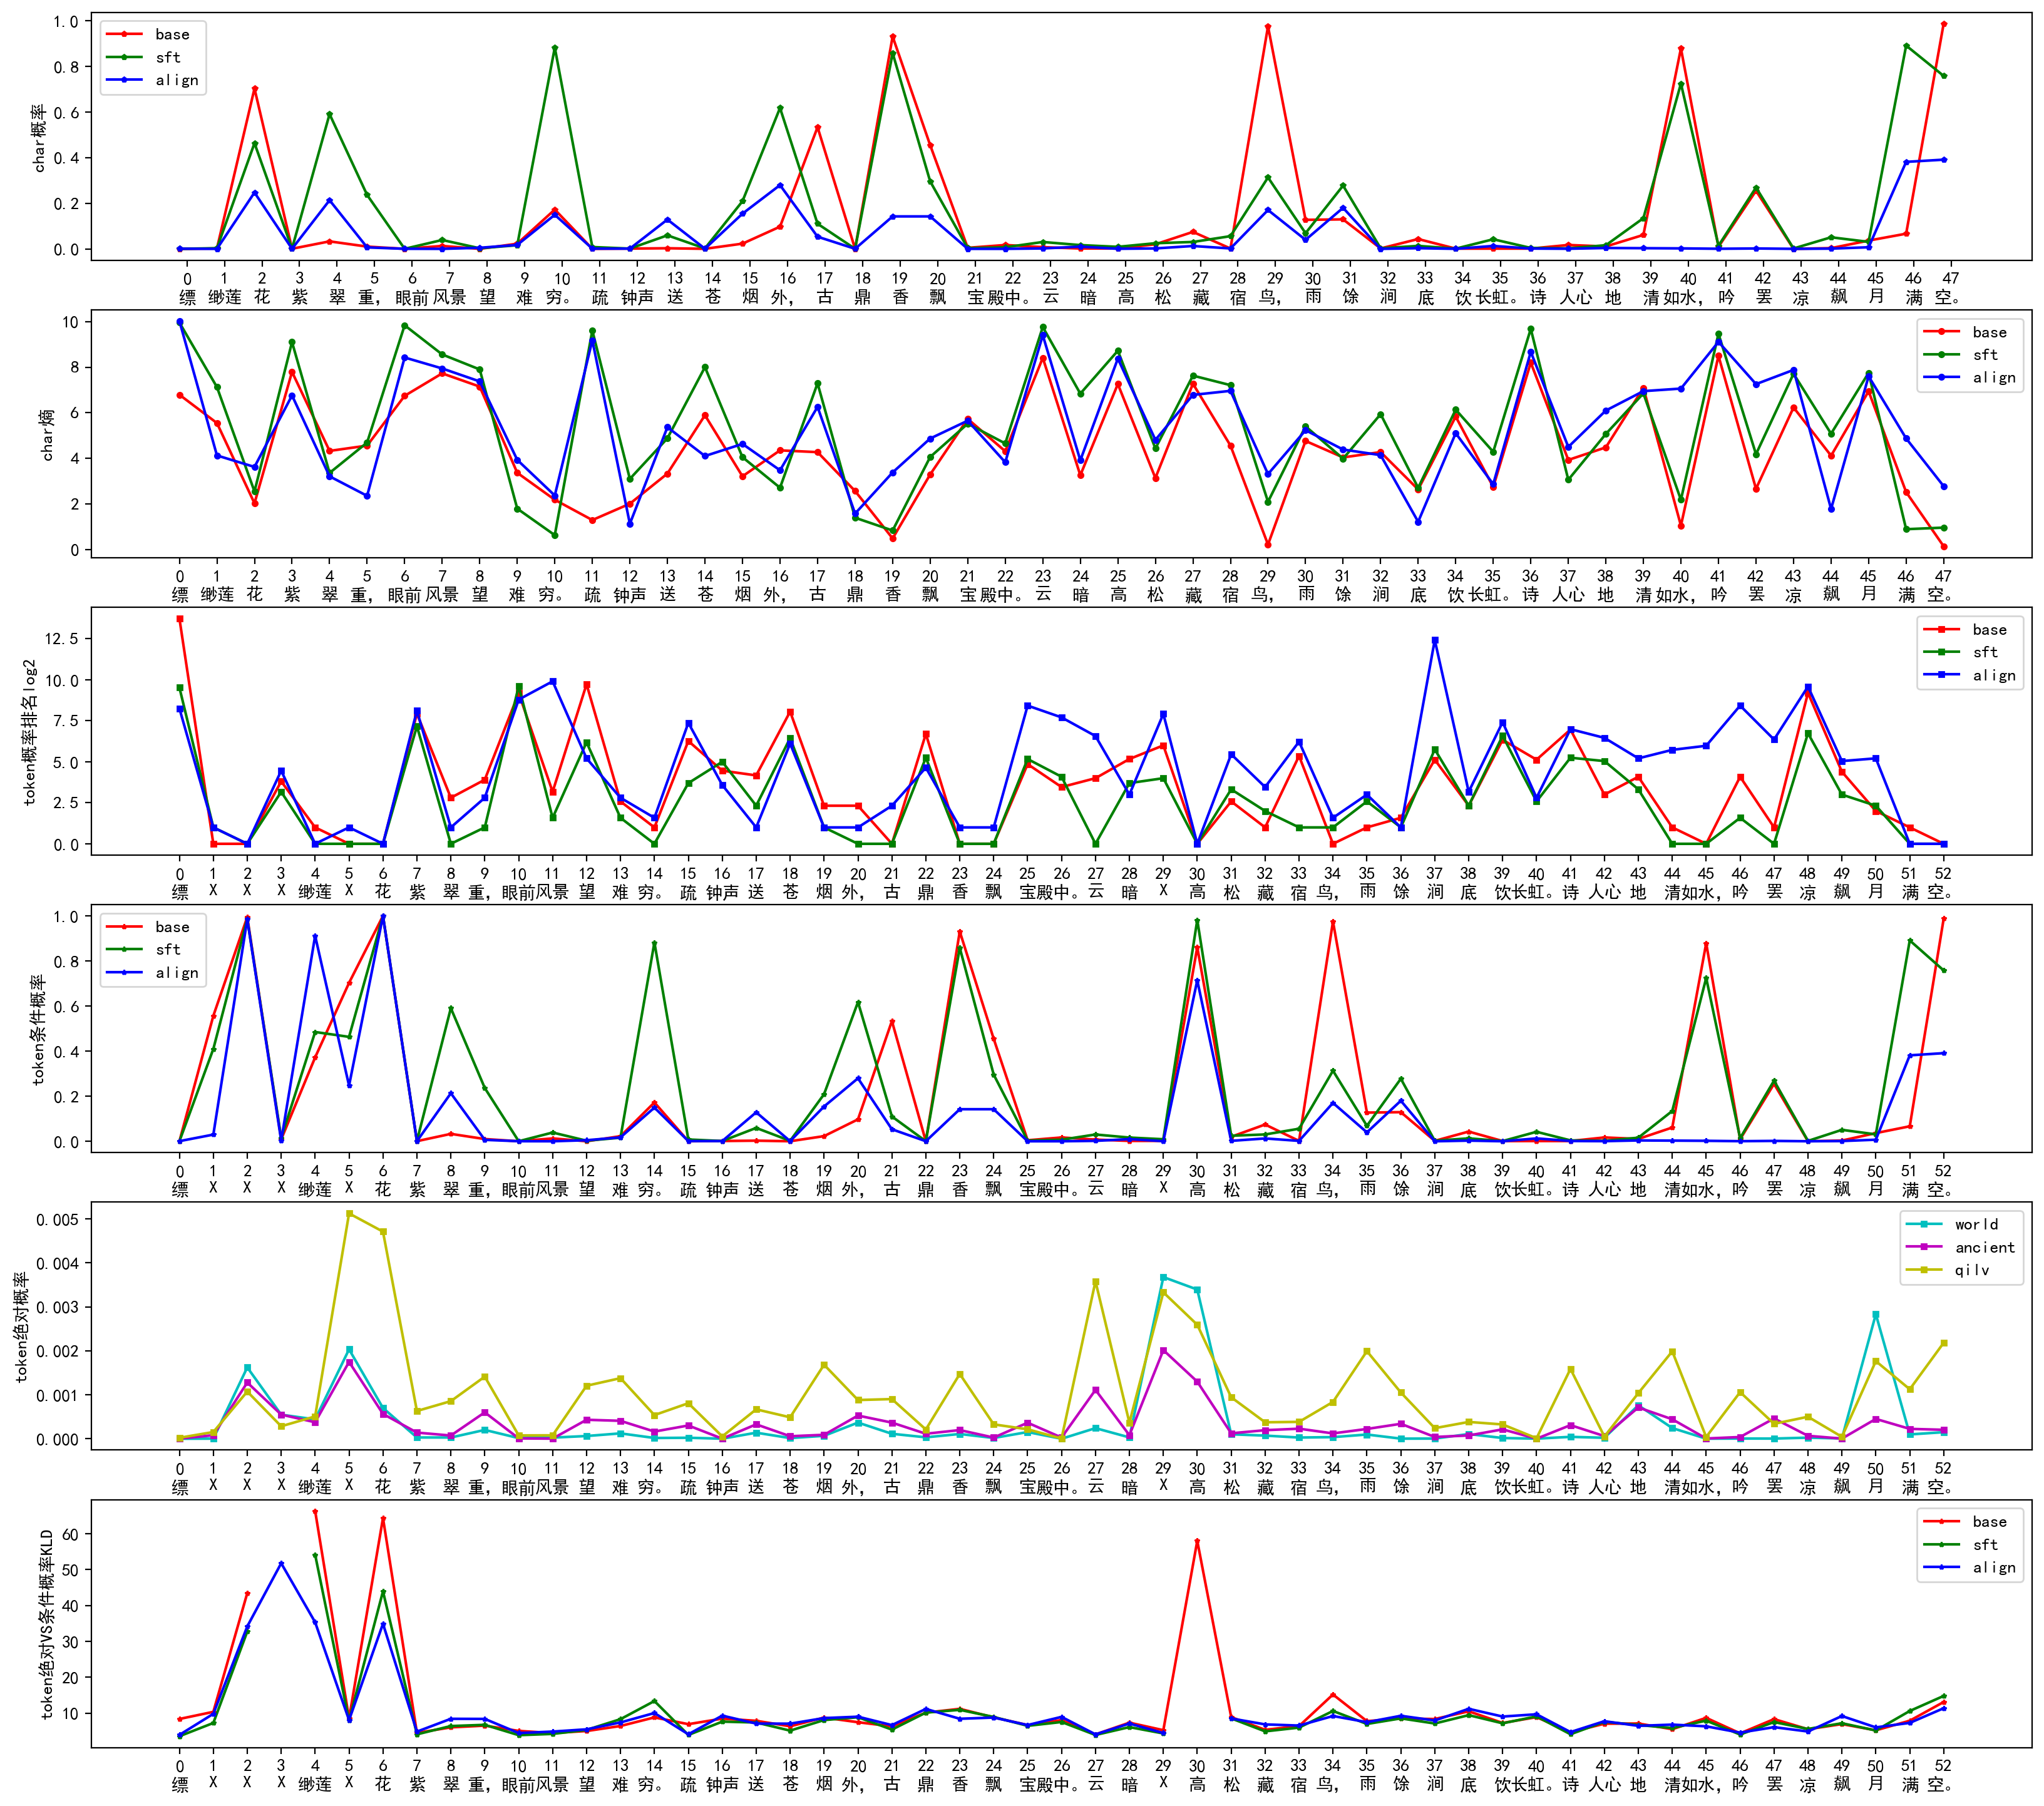 char概率
1.0
0.8
0.6
0.4
0.2
0.0
base
sft
align
0 1 2 3 4 5 6 7 8 9 10 11 12 13 14 15 16 17 18 19 20 21 22 23 24 25 26 27 28 29 30 31 32 33 34 35 36 37 38 39 40 41 42 43 44 45 46 47
缥 缈莲 花 紫 翠 重, 眼前 风景 望 难 穷。 疏 钟声 送 苍 烟 外, 古 鼎 香 飘 宝 殿中。 云 暗 高 松 藏 宿 鸟, 雨 馀 涧 底 饮 长虹。 诗 人心 地 清 如水, 吟 罢 凉 飙 月 满 空。
char熵
10
8
6
4
2
0
base
sft
align
0 1 2 3 4 5 6 7 8 9 10 11 12 13 14 15 16 17 18 19 20 21 22 23 24 25 26 27 28 29 30 31 32 33 34 35 36 37 38 39 40 41 42 43 44 45 46 47
缥 缈莲 花 紫 翠 重, 眼前 风景 望 难 穷。 疏 钟声 送 苍 烟 外, 古 鼎 香 飘 宝 殿中。 云 暗 高 松 藏 宿 鸟, 雨 馀 涧 底 饮 长虹。 诗 人心 地 清 如水, 吟 罢 凉 飙 月 满 空。
token概率排名log2
12.5
10.0
7.5
5.0
2.5
0.0
base
sft
align
0 1 2 3 4 5 6 7 8 9 10 11 12 13 14 15 16 17 18 19 20 21 22 23 24 25 26 27 28 29 30 31 32 33 34 35 36 37 38 39 40 41 42 43 44 45 46 47 48 49 50 51 52
缥 X X X 缈莲 X 花 紫 翠 重, 眼前 风景 望 难 穷。 疏 钟声 送 苍 烟 外, 古 鼎 香 飘 宝 殿中。 云 暗 X 高 松 藏 宿 鸟, 雨 馀 涧 底 饮 长虹。 诗 人心 地 清 如水, 吟 罢 凉 飙 月 满 空。
token条件概率
1.0
0.8
0.6
0.4
0.2
0.0
base
sft
align
0 1 2 3 4 5 6 7 8 9 10 11 12 13 14 15 16 17 18 19 20 21 22 23 24 25 26 27 28 29 30 31 32 33 34 35 36 37 38 39 40 41 42 43 44 45 46 47 48 49 50 51 52
缥 X X X 缈莲 X 花 紫 翠 重, 眼前 风景 望 难 穷。 疏 钟声 送 苍 烟 外, 古 鼎 香 飘 宝 殿中。 云 暗 X 高 松 藏 宿 鸟, 雨 馀 涧 底 饮 长虹。 诗 人心 地 清 如水, 吟 罢 凉 飙 月 满 空。
token绝对概率
0.005
0.004
0.003
0.002
0.001
0.000
world
ancient
qilv
0 1 2 3 4 5 6 7 8 9 10 11 12 13 14 15 16 17 18 19 20 21 22 23 24 25 26 27 28 29 30 31 32 33 34 35 36 37 38 39 40 41 42 43 44 45 46 47 48 49 50 51 52
缥 X X X 缈莲 X 花 紫 翠 重, 眼前 风景 望 难 穷。 疏 钟声 送 苍 烟 外, 古 鼎 香 飘 宝 殿中。 云 暗 X 高 松 藏 宿 鸟, 雨 馀 涧 底 饮 长虹。 诗 人心 地 清 如水, 吟 罢 凉 飙 月 满 空。
token绝对VS条件概率KLD
60
50
40
30
20
10
base
sft
align
0 1 2 3 4 5 6 7 8 9 10 11 12 13 14 15 16 17 18 19 20 21 22 23 24 25 26 27 28 29 30 31 32 33 34 35 36 37 38 39 40 41 42 43 44 45 46 47 48 49 50 51 52
缥 X X X 缈莲 X 花 紫 翠 重, 眼前 风景 望 难 穷。 疏 钟声 送 苍 烟 外, 古 鼎 香 飘 宝 殿中。 云 暗 X 高 松 藏 宿 鸟, 雨 馀 涧 底 饮 长虹。 诗 人心 地 清 如水, 吟 罢 凉 飙 月 满 空。